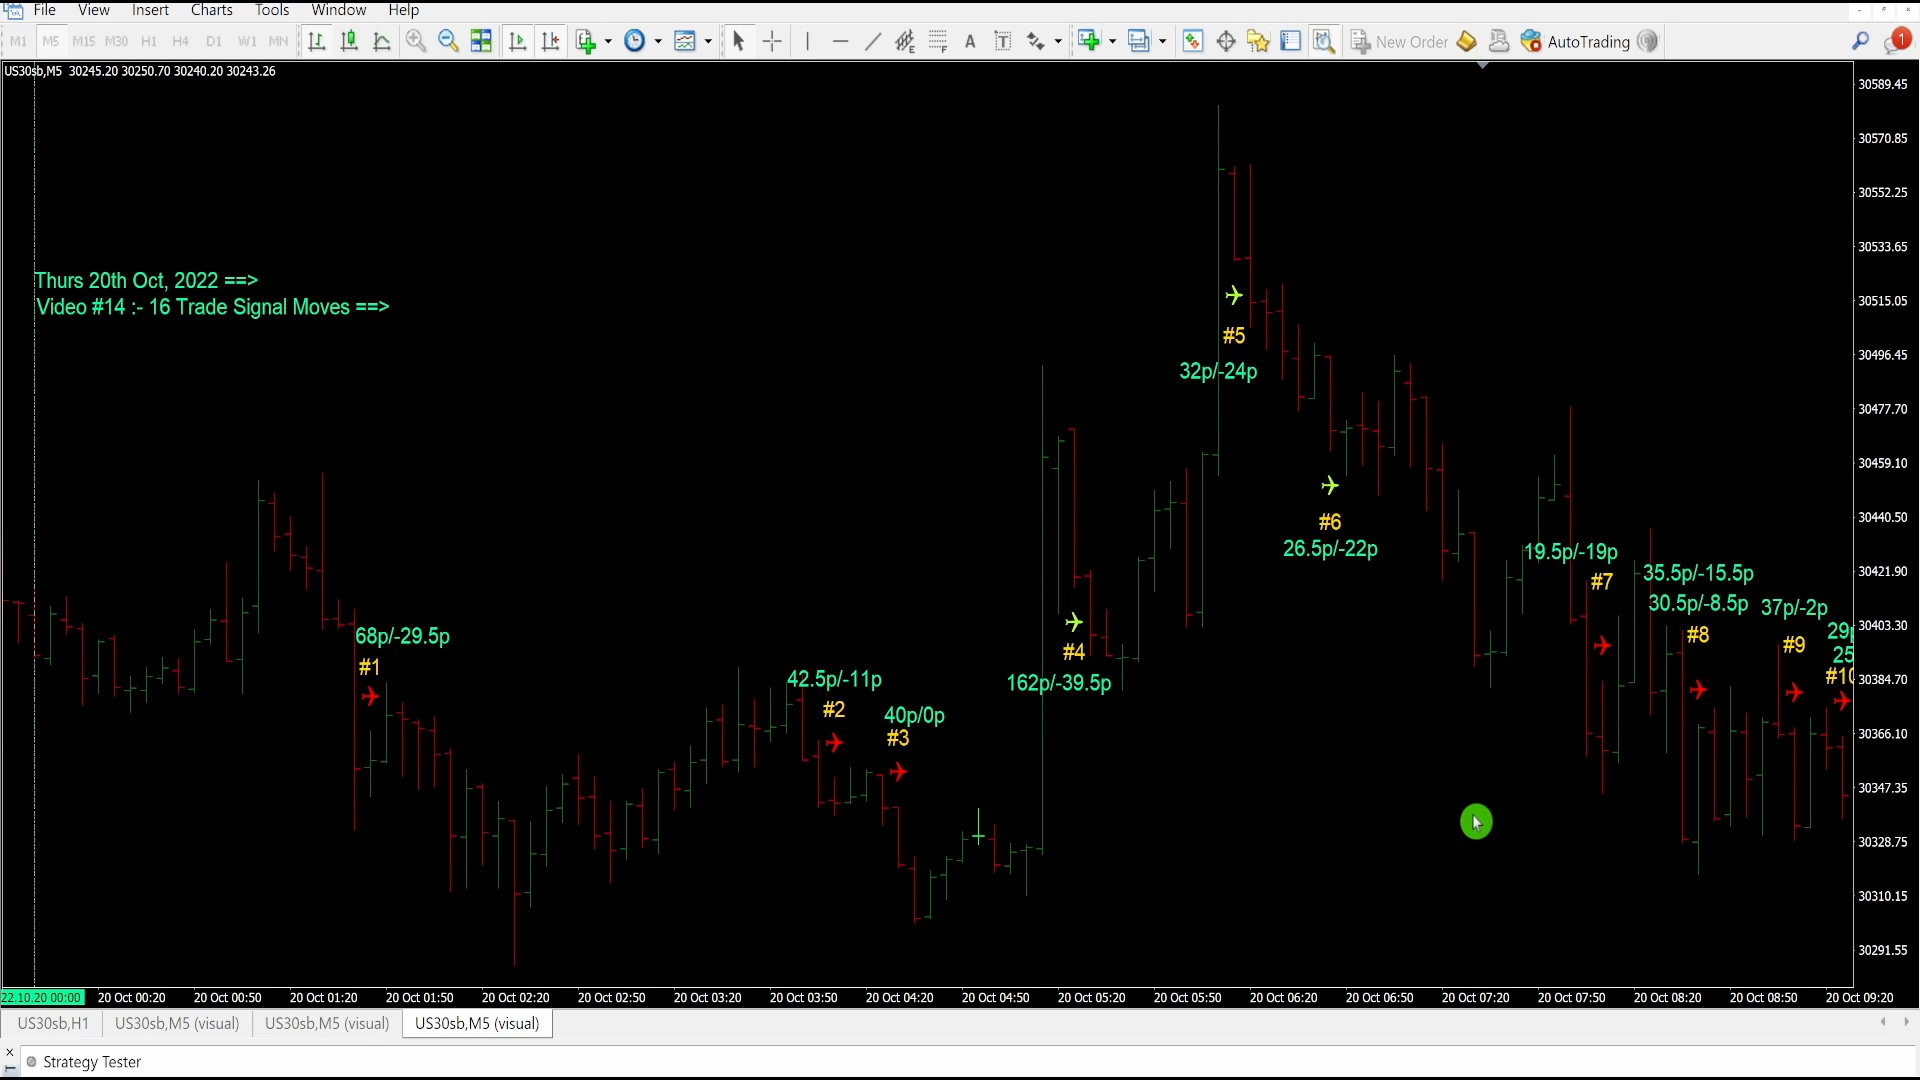 File View Insert Charts Tools Window Help
M1 M5 M15 M30 H1 H4 D1 W1 MN New Order AutoTrading 1
US30sb,M5 30245.20 30250.70 30240.20 30243.26
Thurs 20th Oct, 2022 ==>
Video #14 :- 16 Trade Signal Moves ==>
68p/-29.5p
#1
42.5p/-11p
#2
40p/0p
#3
#4
162p/-39.5p
#5
32p/-24p
#6
26.5p/-22p
19.5p/-19p
#7
35.5p/-15.5p
30.5p/-8.5p
#8
37p/-2p
#9
29p
25
#10
30589.45
30570.85
30552.25
30533.65
30515.05
30496.45
30477.70
30459.10
30440.50
30421.90
30403.30
30384.70
30366.10
30347.35
30328.75
30310.15
30291.55
22.10.20 00:00 20 Oct 00:20 20 Oct 00:50 20 Oct 01:20 20 Oct 01:50 20 Oct 02:20 20 Oct 02:50 20 Oct 03:20 20 Oct 03:50 20 Oct 04:20 20 Oct 04:50 20 Oct 05:20 20 Oct 05:50 20 Oct 06:20 20 Oct 06:50 20 Oct 07:20 20 Oct 07:50 20 Oct 08:20 20 Oct 08:50 20 Oct 09:20
US30sb,H1 US30sb,M5 (visual) US30sb,M5 (visual) US30sb,M5 (visual)
Strategy Tester